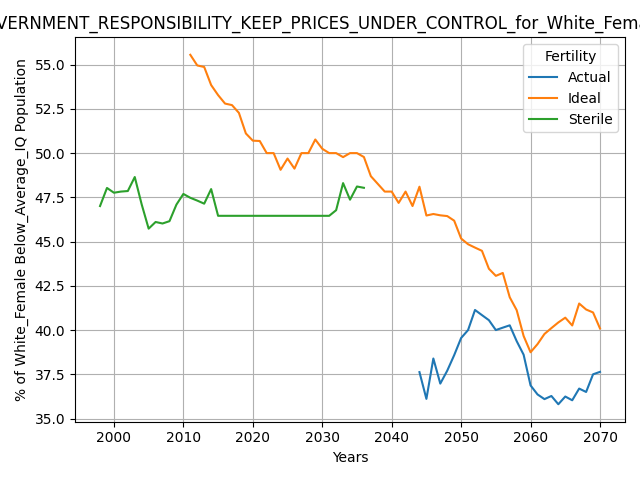 VERNMENT_RESPONSIBILITY_KEEP_PRICES_UNDER_CONTROL_for_White_Fema
Fertility
Actual
Ideal
Sterile
% of White_Female Below_Average_IQ Population
55.0
52.5
50.0
47.5
45.0
42.5
40.0
37.5
35.0
2000 2010 2020 2030 2040 2050 2060 2070
Years